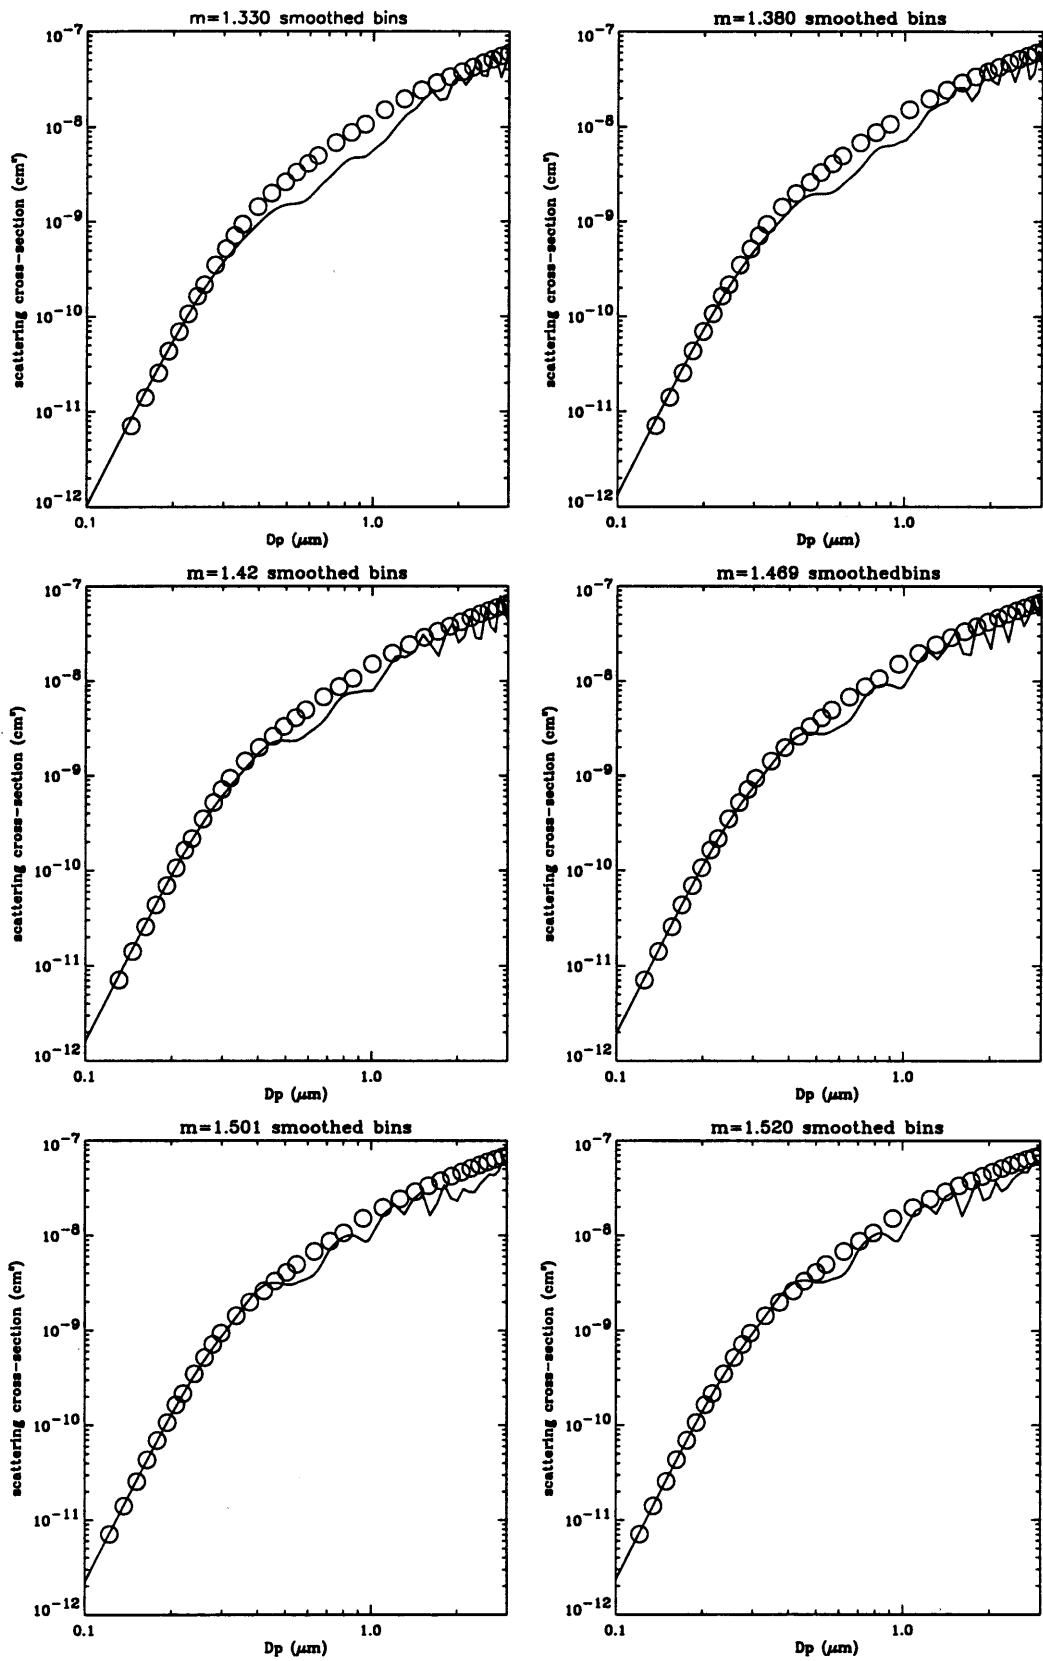 m=1.330 smoothed bins
10⁻⁷
10⁻⁸
10⁻⁹
10⁻¹⁰
10⁻¹¹
10⁻¹²
scattering cross-section (cm²)
0.1 1.0
Dp (μm)
m=1.380 smoothed bins
10⁻⁷
10⁻⁸
10⁻⁹
10⁻¹⁰
10⁻¹¹
10⁻¹²
scattering cross-section (cm²)
0.1 1.0
Dp (μm)
m=1.42 smoothed bins
10⁻⁷
10⁻⁸
10⁻⁹
10⁻¹⁰
10⁻¹¹
10⁻¹²
scattering cross-section (cm²)
0.1 1.0
Dp (μm)
m=1.469 smoothedbins
10⁻⁷
10⁻⁸
10⁻⁹
10⁻¹⁰
10⁻¹¹
10⁻¹²
scattering cross-section (cm²)
0.1 1.0
Dp (μm)
m=1.501 smoothed bins
10⁻⁷
10⁻⁸
10⁻⁹
10⁻¹⁰
10⁻¹¹
10⁻¹²
scattering cross-section (cm²)
0.1 1.0
Dp (μm)
m=1.520 smoothed bins
10⁻⁷
10⁻⁸
10⁻⁹
10⁻¹⁰
10⁻¹¹
10⁻¹²
scattering cross-section (cm²)
0.1 1.0
Dp (μm)